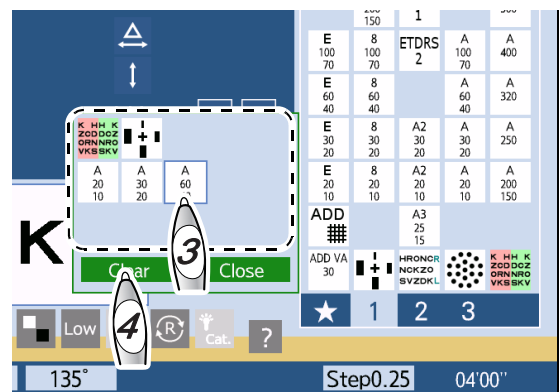 150
1
E
100
70
8
100
70
ETDRS
2
A
100
70
A
400
E
60
40
8
60
40
A
60
40
A
320
E
30
20
8
30
20
A2
30
20
A
30
20
A
250
E
20
10
8
20
10
A2
20
10
A
20
10
A
200
150
ADD
A3
25
15
ADD VA
30
HRONCR
NCKZO
SVZDKL
K HH K
ZCDDCZ
ORNNRO
VKSSKV
★ 1 2 3
K HH K
ZCDDCZ
ORNNRO
VKSSKV
A
20
10
A
30
20
A
60
3
Close
4
K
Low
R
Cat.
?
135°
Step0.25
04'00"